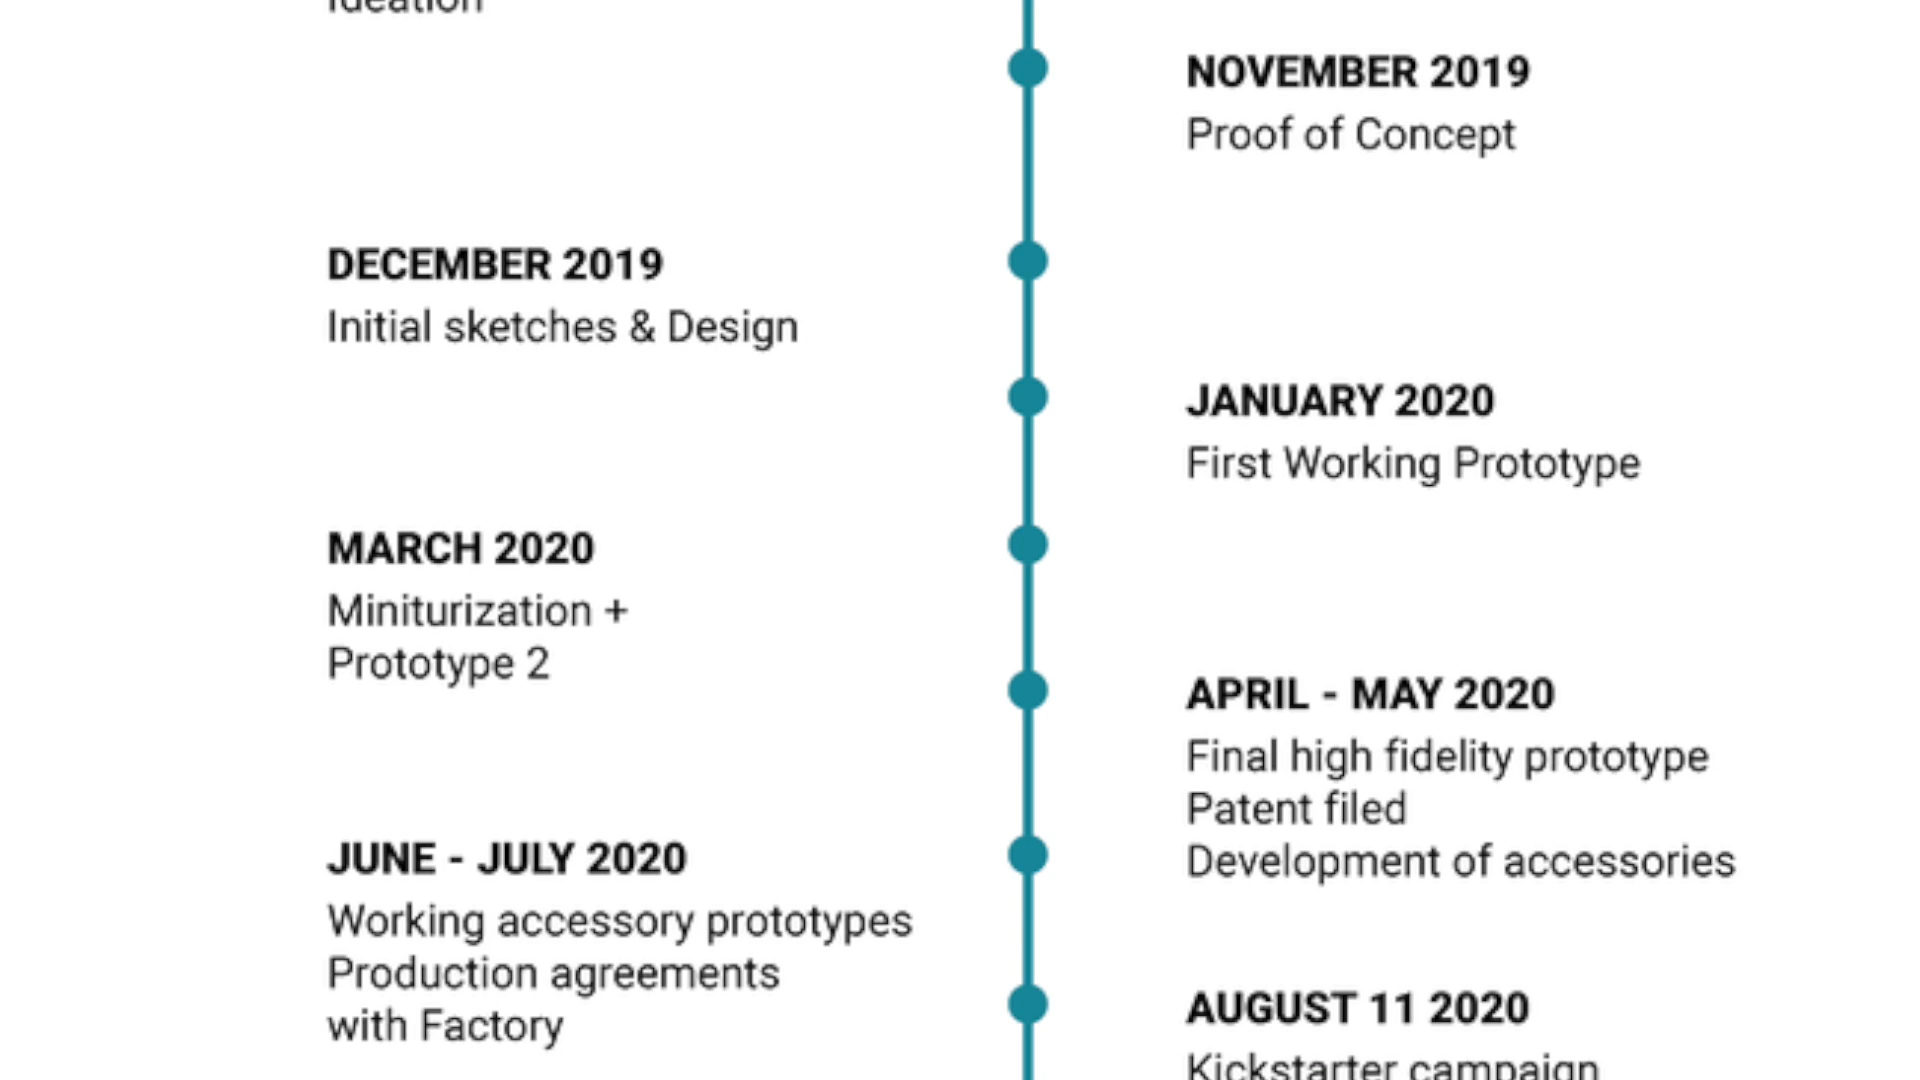 Ideation
NOVEMBER 2019
Proof of Concept
DECEMBER 2019
Initial sketches & Design
JANUARY 2020
First Working Prototype
MARCH 2020
Miniturization +
Prototype 2
APRIL - MAY 2020
Final high fidelity prototype
Patent filed
Development of accessories
JUNE - JULY 2020
Working accessory prototypes
Production agreements
with Factory
AUGUST 11 2020
Kickstarter campaign